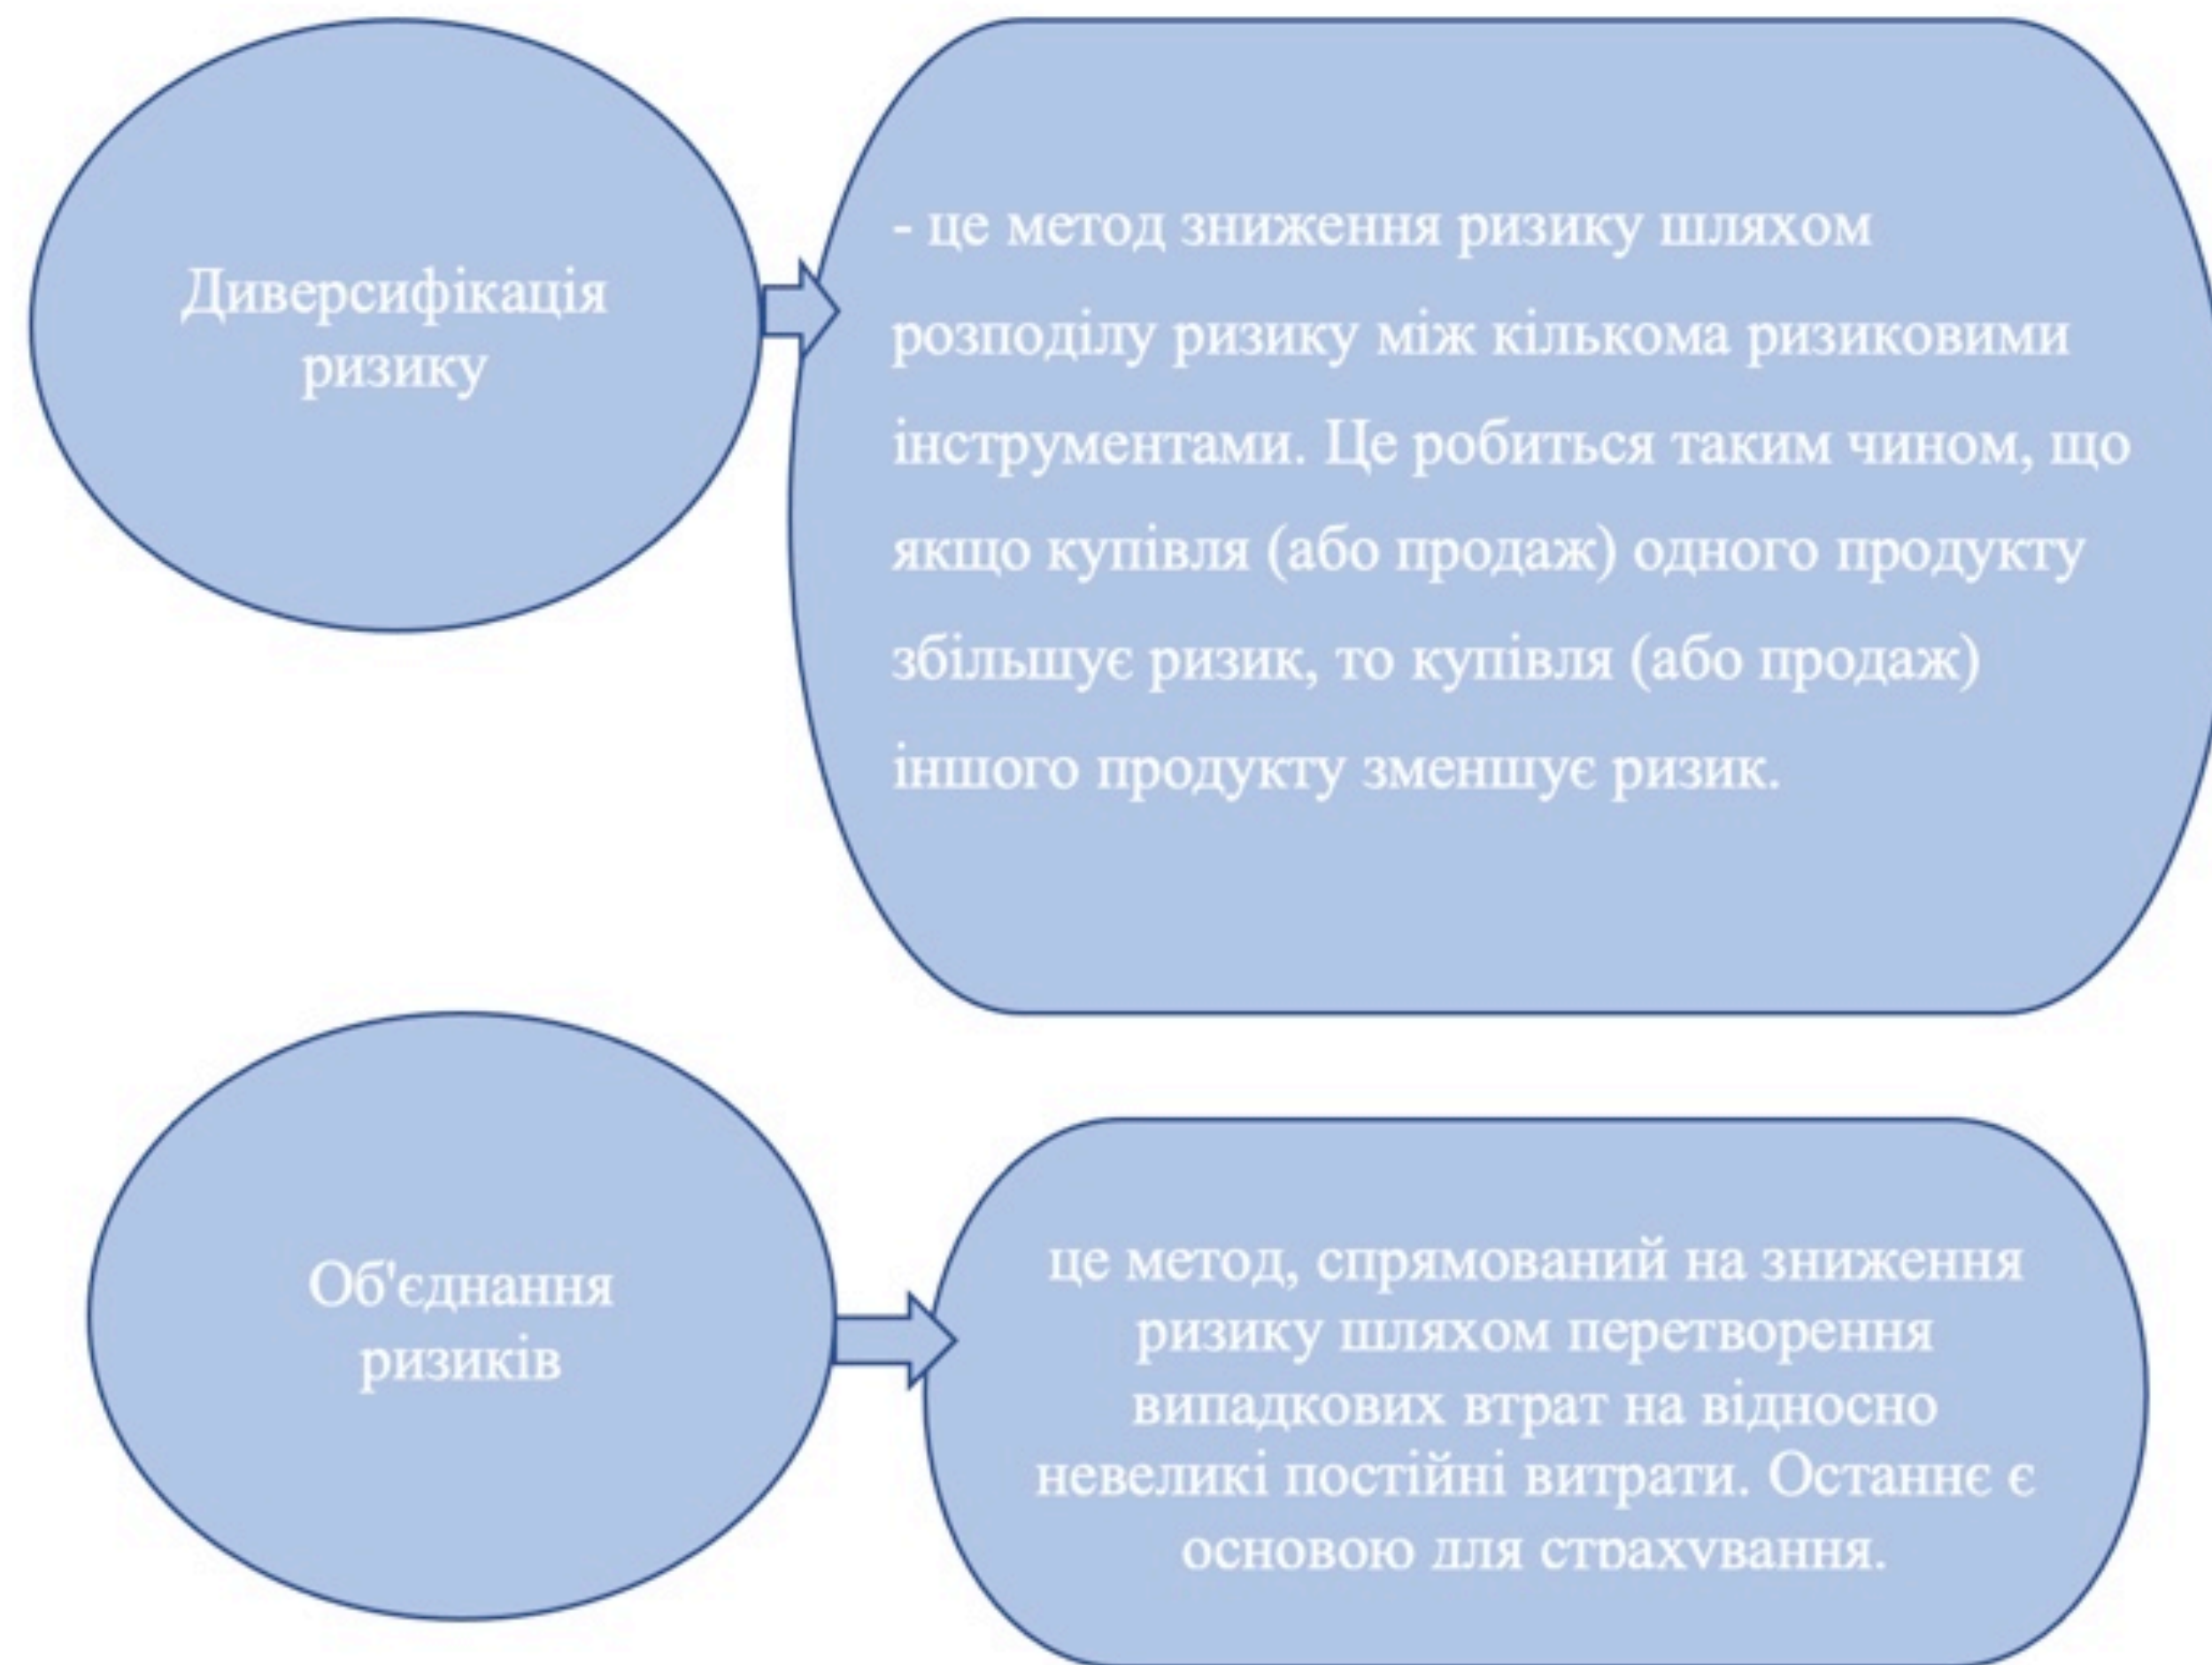 Диверсифікація
ризику
- це метод зниження ризику шляхом
розподілу ризику між кількома ризиковими
інструментами. Це робиться таким чином, що
якщо купівля (або продаж) одного продукту
збільшує ризик, то купівля (або продаж)
іншого продукту зменшує ризик.
Об'єднання
ризиків
це метод, спрямований на зниження
ризику шляхом перетворення
випадкових втрат на відносно
невеликі постійні витрати. Останнє є
основою для страхування.